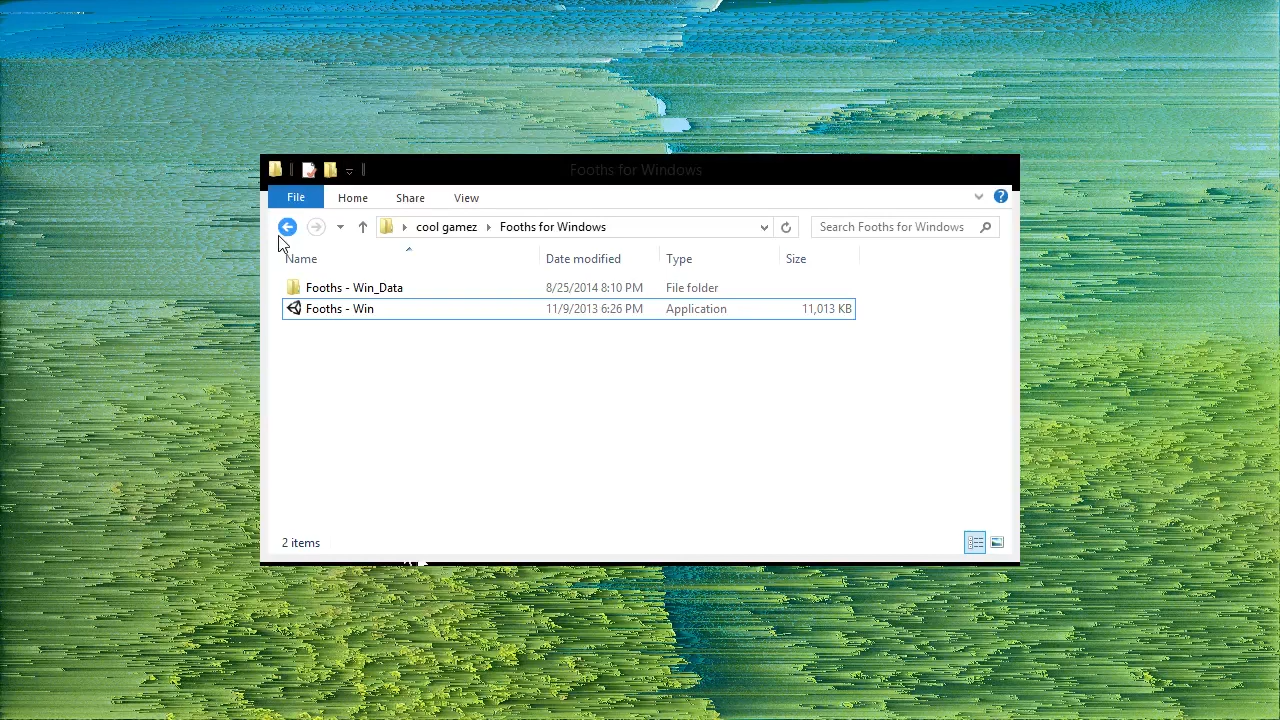 Fooths for Windows
File Home Share View
cool gamez Fooths for Windows Search Fooths for Windows
Name Date modified Type Size
Fooths - Win_Data 8/25/2014 8:10 PM File folder
Fooths - Win 11/9/2013 6:26 PM Application 11,013 KB
2 items